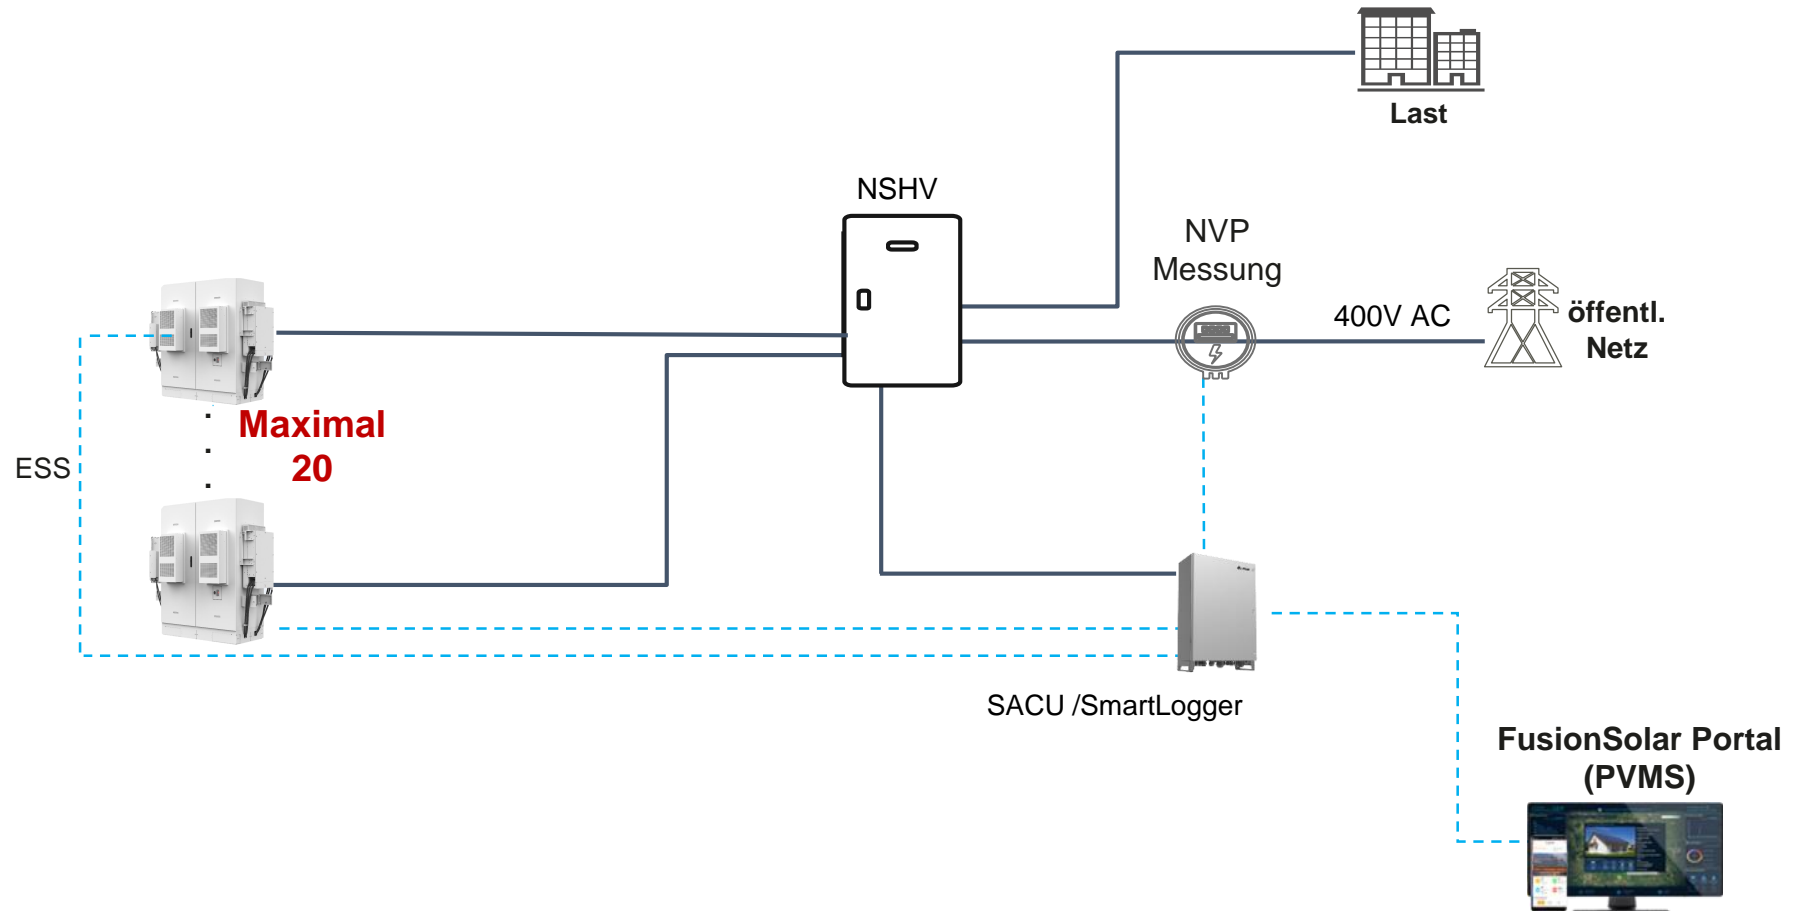 Last
NSHV
NVP
Messung
400V AC
öffentl.
Netz
Maximal
20
ESS
SACU /SmartLogger
FusionSolar Portal
(PVMS)